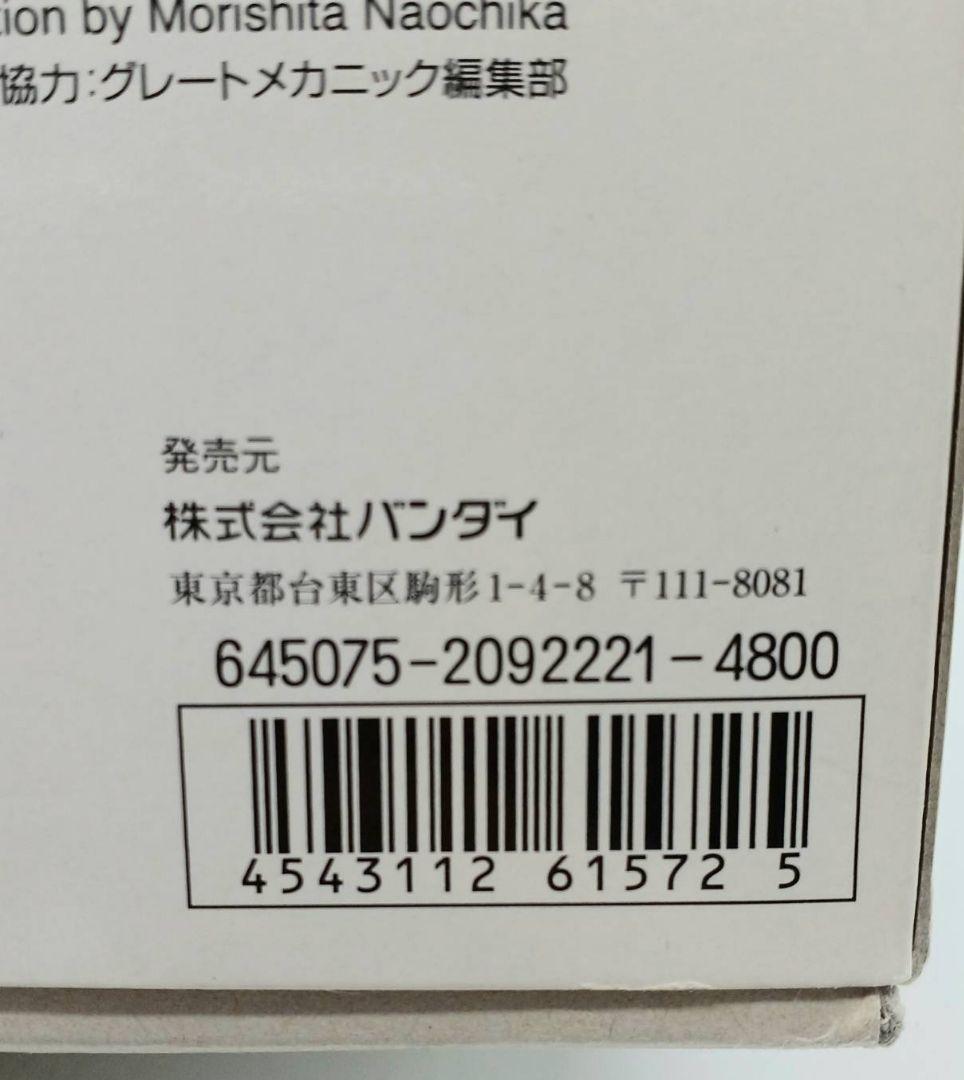 tion by Morishita Naochika
協力:グレートメカニック編集部
発売元
株式会社バンダイ
東京都台東区駒形1-4-8 〒111-8081
645075-2092221-4800
4543112 61572 5